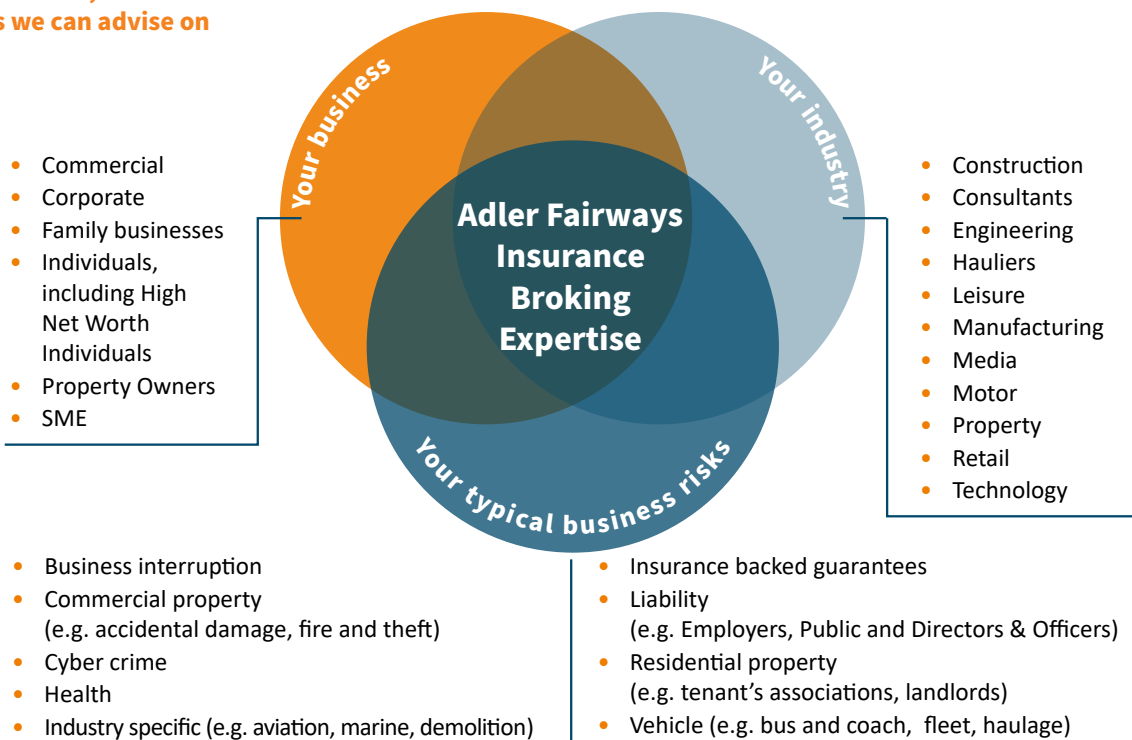 s we can advise on
Your business
Your industry
• Commercial
• Corporate
• Family businesses
• Individuals,
including High
Net Worth
Individuals
• Property Owners
• SME
Adler Fairways
Insurance
Broking
Expertise
• Construction
• Consultants
• Engineering
• Hauliers
• Leisure
• Manufacturing
• Media
• Motor
• Property
• Retail
• Technology
Your typical business risks
• Business interruption
• Commercial property
(e.g. accidental damage, fire and theft)
• Cyber crime
• Health
• Industry specific (e.g. aviation, marine, demolition)
• Insurance backed guarantees
• Liability
(e.g. Employers, Public and Directors & Officers)
• Residential property
(e.g. tenant’s associations, landlords)
• Vehicle (e.g. bus and coach, fleet, haulage)